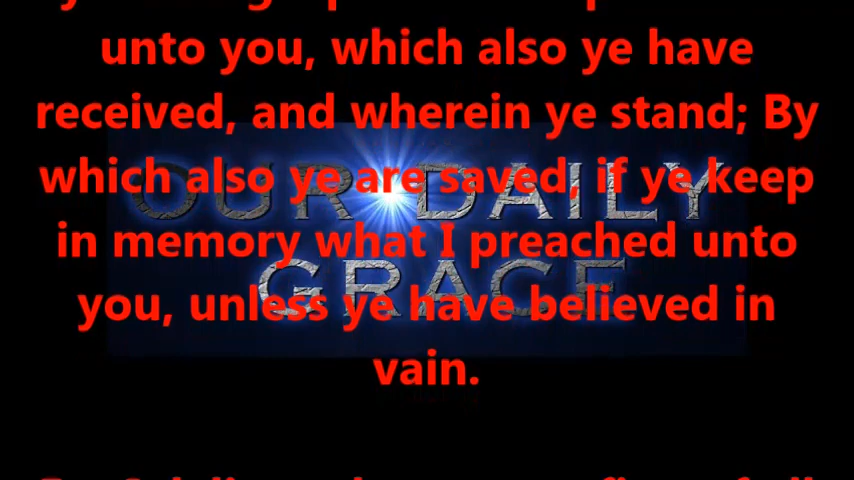 unto you, which also ye have
received, and wherein ye stand; By
which also ye are saved, if ye keep
in memory what I preached unto
you, unless ye have believed in
vain.
OUR DAILY
GRACE